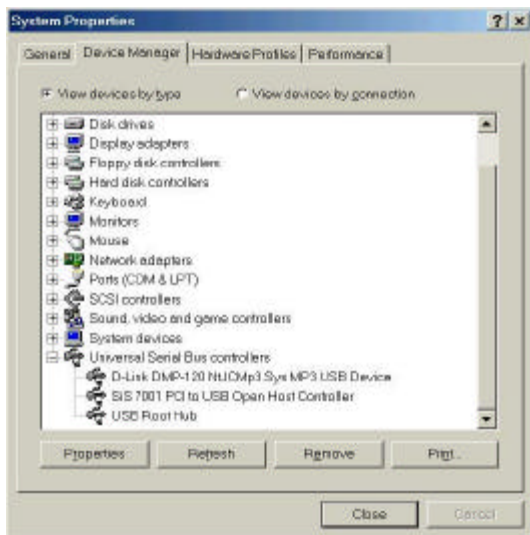 System Properties
General Device Manager Hardware Profiles Performance
View devices by type View devices by connection
Disk drives
Display adapters
Floppy disk controllers
Hard disk controllers
Keyboard
Monitors
Mouse
Network adapters
Ports (COM & LPT)
SCSI controllers
Sound, video and game controllers
System devices
Universal Serial Bus controllers
D-Link DMP-120 NtUCMp3.Sys MP3 USB Device
SiS 7001 PCI to USB Open Host Controller
USB Root Hub
Properties Refresh Remove Print...
Close Cancel